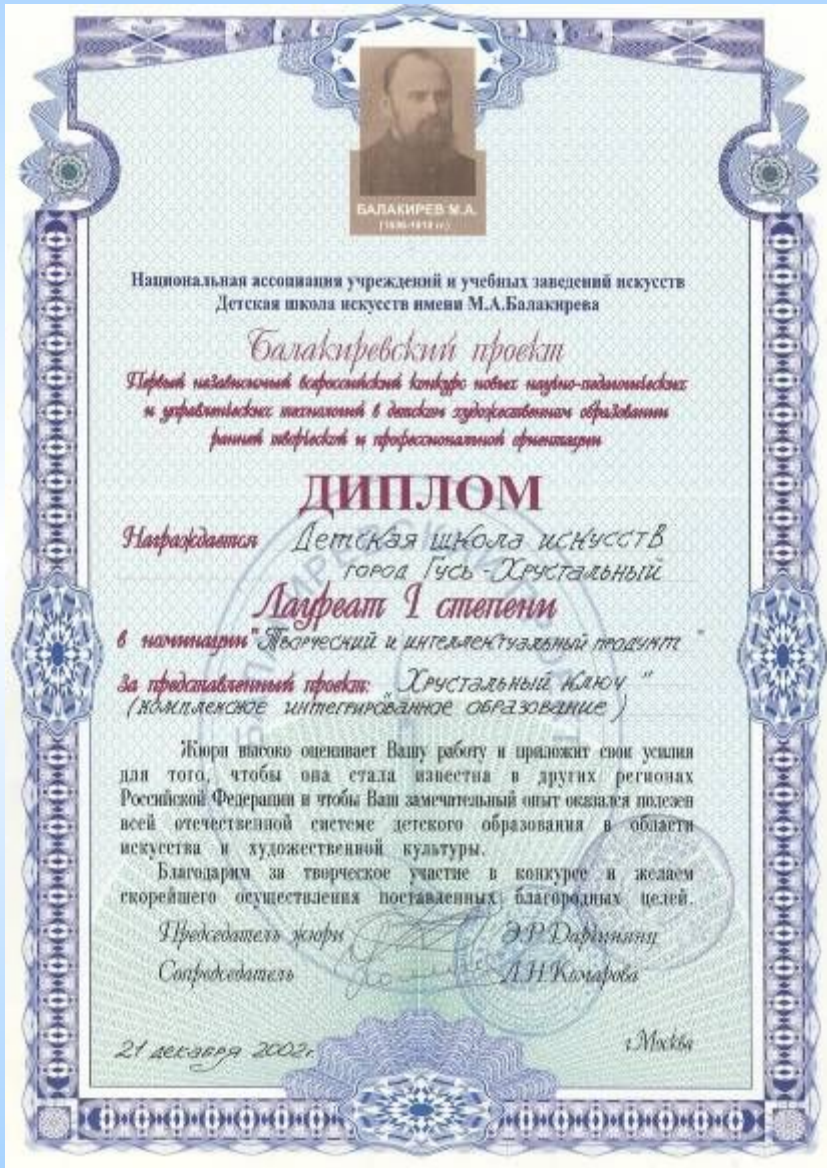 БАЛАКИРЕВ М.А.
(1836-1910 гг.)
Национальная ассоциация учреждений и учебных заведений искусств
Детская школа искусств имени М.А.Балакирева
Балакиревский проект
Первый независимый всероссийский конкурс новых научно-педагогических
и управленческих технологий в детском художественном образовании
ранней творческой и профессиональной ориентации
ДИПЛОМ
Награждается Детская школа искусств
город Гусь-Хрустальный
Лауреат I степени
в номинации "Творческий и интеллектуальный продукт"
за представленный проект: "Хрустальный ключ"
(комплексное интегрированное образование)
Жюри высоко оценивает Вашу работу и приложит свои усилия
для того, чтобы она стала известна в других регионах
Российской Федерации и чтобы Ваш замечательный опыт оказался полезен
всей отечественной системе детского образования в области
искусства и художественной культуры.
Благодарим за творческое участие в конкурсе и желаем
скорейшего осуществления поставленных благородных целей.
Председатель жюри Э.Р.
Сопредседатель Л.Н.Комарова
21 декабря 2002г. г.Москва